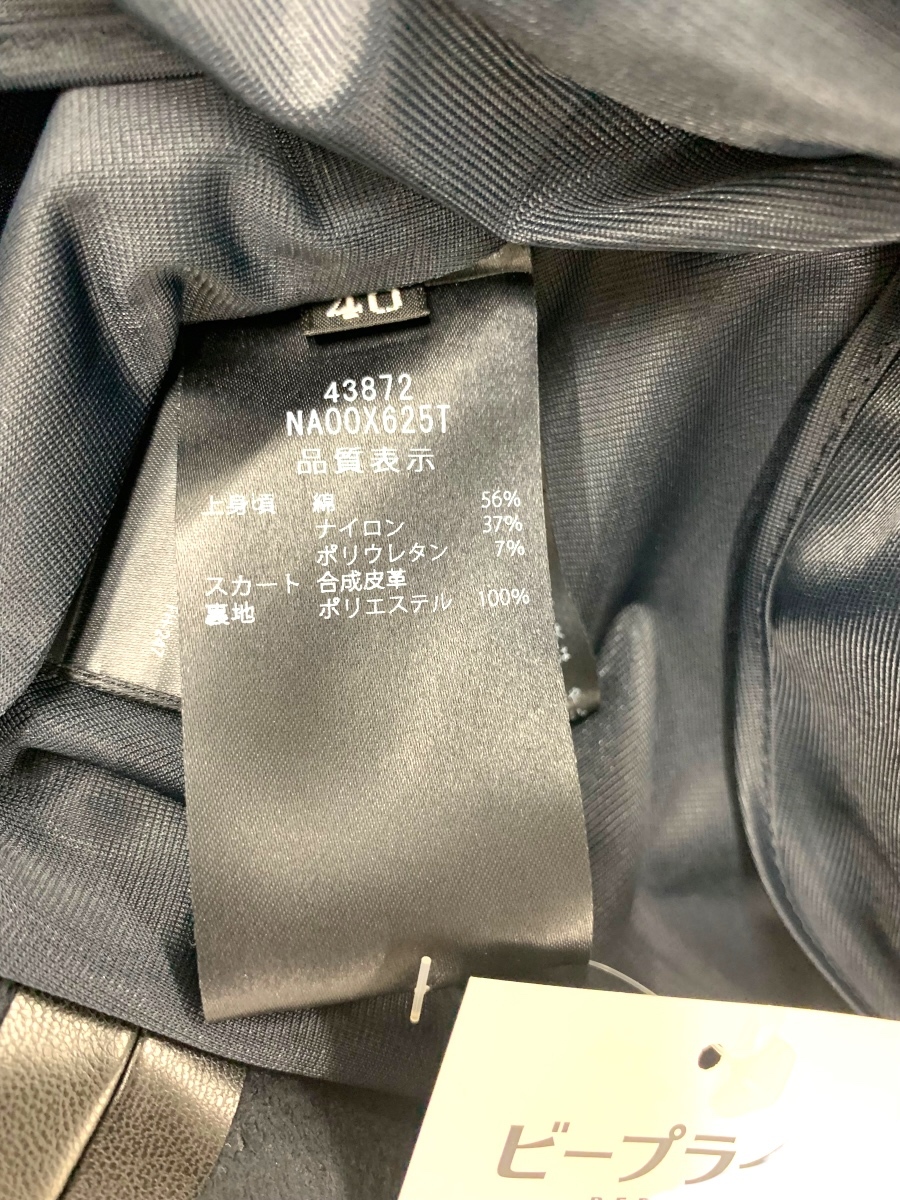 40
43872
NA00X625T
品質表示
上身頃 綿 56%
ナイロン 37%
ポリウレタン 7%
スカート 合成皮革
裏地 ポリエステル 100%
ビープラ